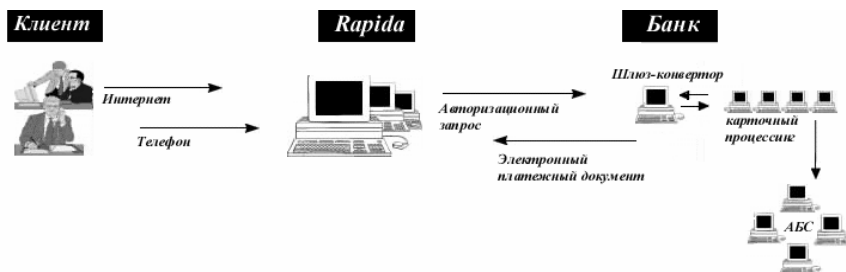 Клиент
Rapida
Банк
Интернет
Телефон
Авторизационный
запрос
Электронный
платежный документ
Шлюз-конвертор
карточный
процессинг
АБС